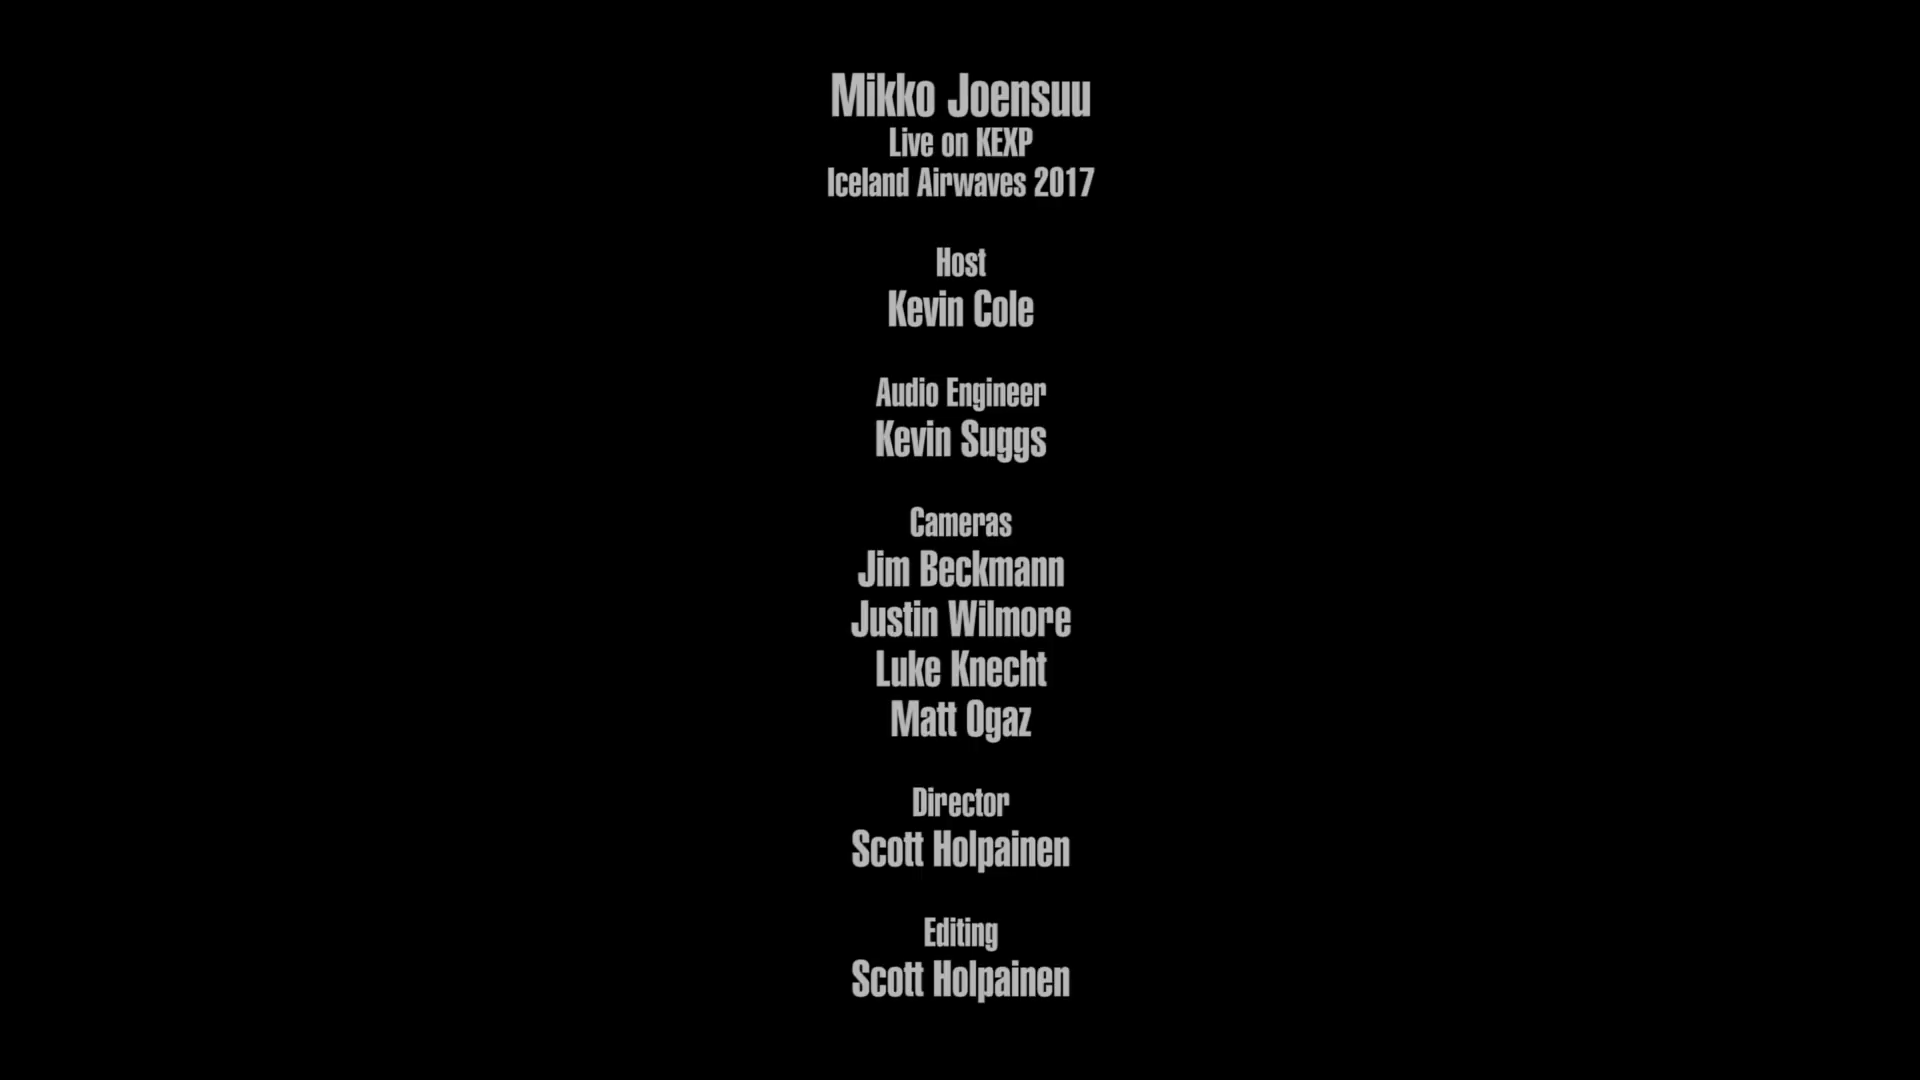 Mikko Joensuu
Live on KEXP
Iceland Airwaves 2017
Host
Kevin Cole
Audio Engineer
Kevin Suggs
Cameras
Jim Beckmann
Justin Wilmore
Luke Knecht
Matt Ogaz
Director
Scott Holpainen
Editing
Scott Holpainen